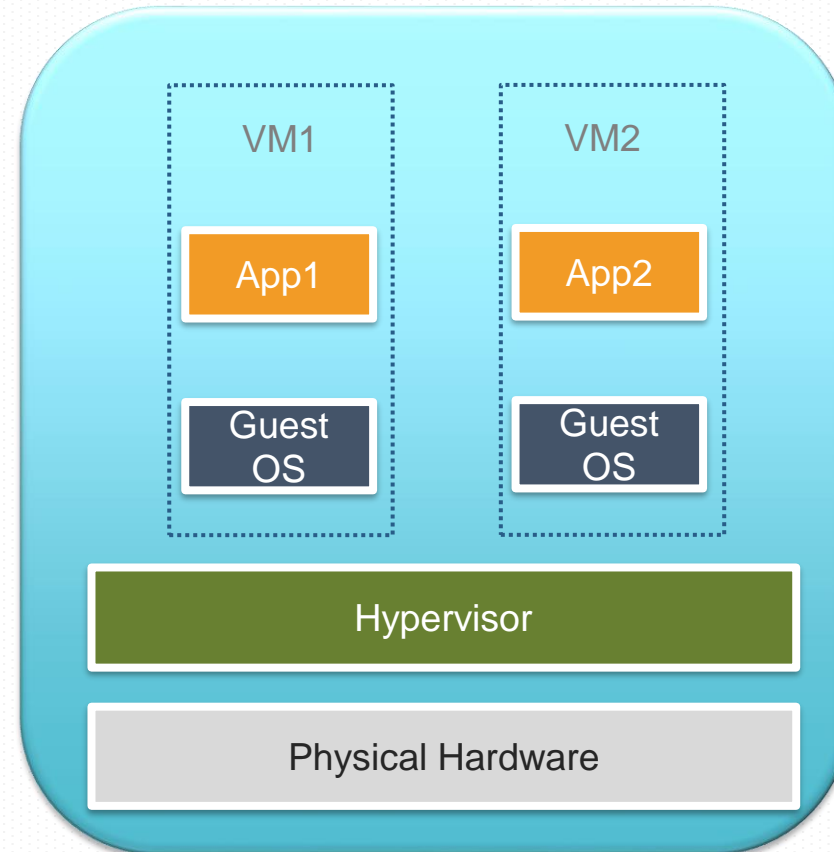 VM1
VM2
App1
App2
Guest
OS
Guest
OS
Hypervisor
Physical Hardware